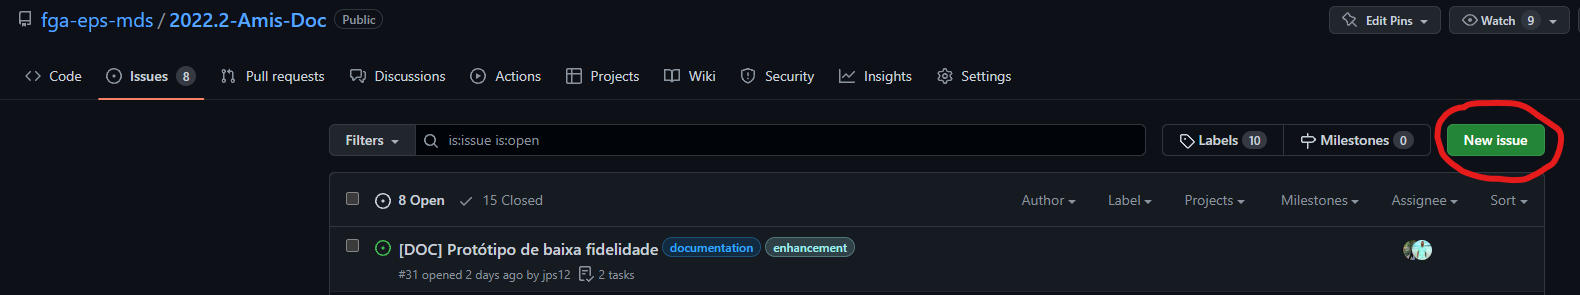 fga-eps-mds / 2022.2-Amis-Doc Public Edit Pins Watch 9
Code Issues 8 Pull requests Discussions Actions Projects Wiki Security Insights Settings
Filters is:issue is:open Labels 10 Milestones 0 New issue
8 Open 15 Closed Author Label Projects Milestones Assignee Sort
[DOC] Protótipo de baixa fidelidade documentation enhancement
#31 opened 2 days ago by jps12 2 tasks